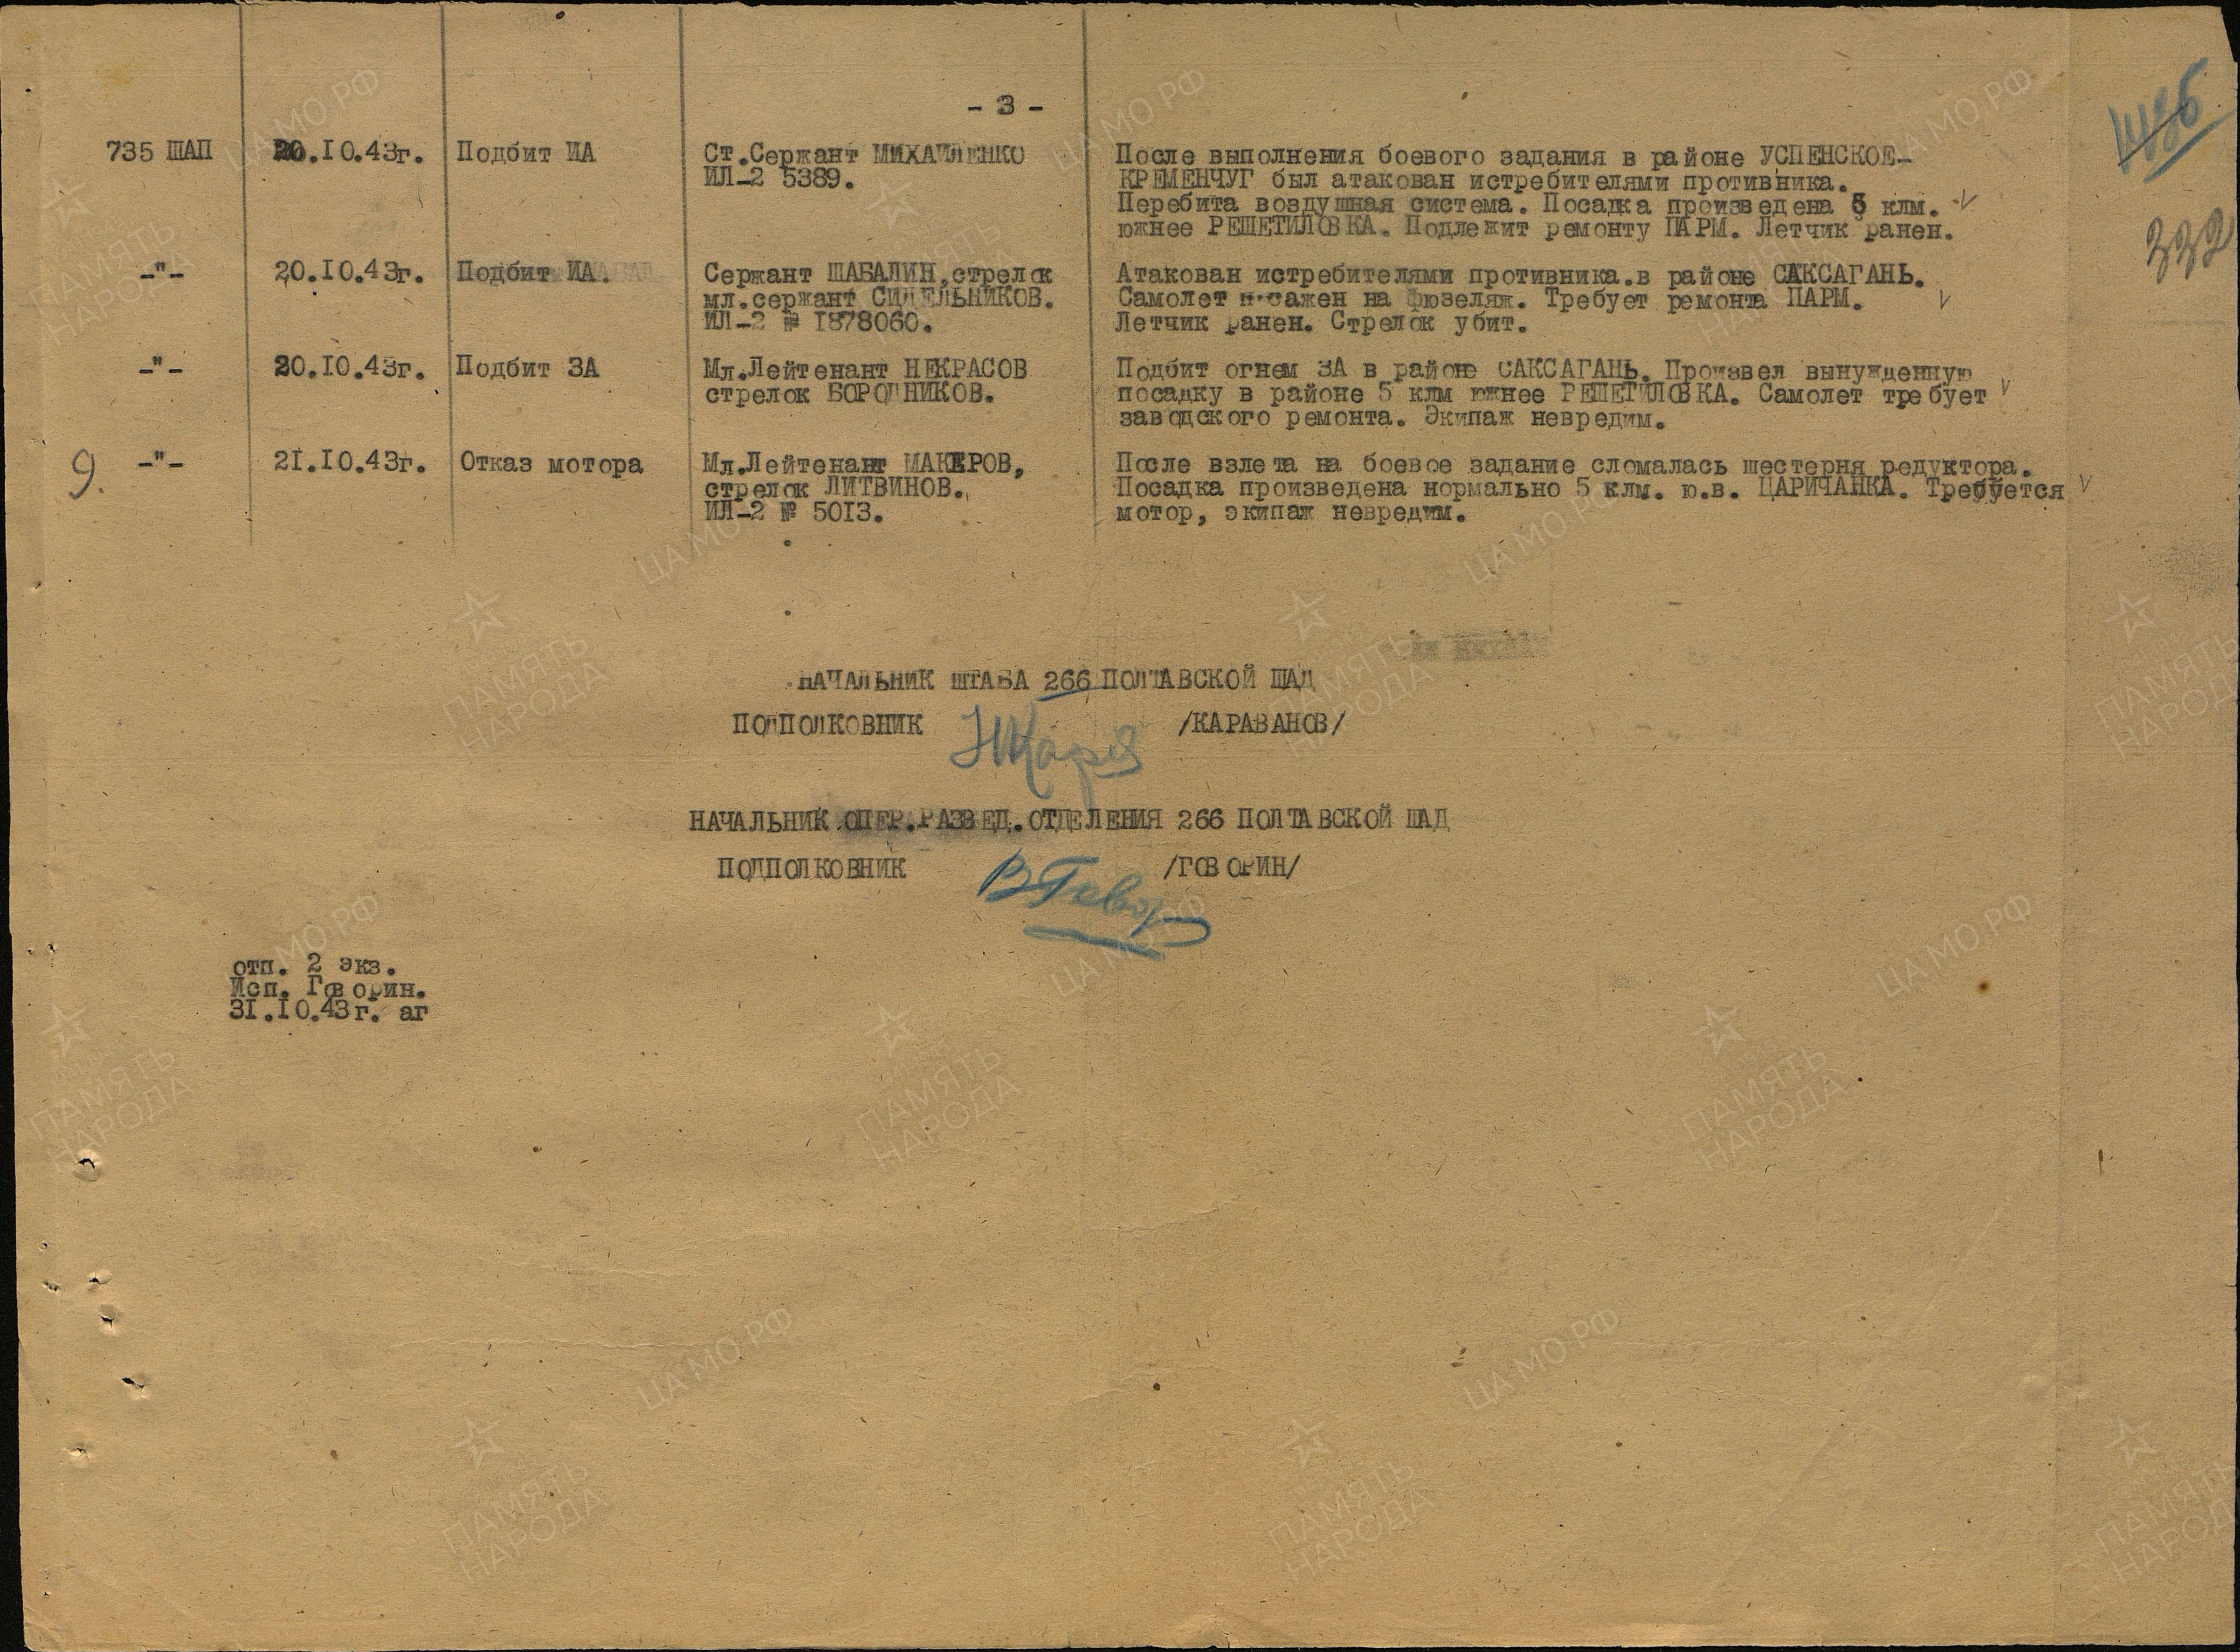 - 3 -
735 ШАП 20.10.43г. Подбит ИА Ст.Сержант МИХАЙЛЕНКО
ИЛ-2 5389.
После выполнения боевого задания в районе УСПЕНСКОЕ-
КРЕМЕНЧУГ был атакован истребителями противника.
Перебита воздушная система. Посадка произведена 5 клм.
южнее РЕШЕТИЛОВКА. Подлежит ремонту ПАРМ. Летчик ранен.
-"- 20.10.43г. Подбит ИА. Сержант ШАБАЛИН, стрелок
мл.сержант СИДЕЛЬНИКОВ.
ИЛ-2 № 1878060.
Атакован истребителями противника.в районе САКСАГАНЬ.
Самолет посажен на фюзеляж. Требует ремонта ПАРМ.
Летчик ранен. Стрелок убит.
-"- 20.10.43г. Подбит ЗА Мл.Лейтенант НЕКРАСОВ
стрелок БОРОДНИКОВ.
Подбит огнем ЗА в районе САКСАГАНЬ. Произвел вынужденную
посадку в районе 5 клм южнее РЕШЕТИЛОВКА. Самолет требует
заводского ремонта. Экипаж невредим.
9. -"- 21.10.43г. Отказ мотора Мл.Лейтенант МАКАРОВ,
стрелок ЛИТВИНОВ.
ИЛ-2 № 5013.
После взлета на боевое задание сломалась шестерня редуктора.
Посадка произведена нормально 5 клм. ю.в. ЦАРИЧАНКА. Требуется
мотор, экипаж невредим.
332
НАЧАЛЬНИК ШТАБА 266 ПОЛТАВСКОЙ ШАД
ПОДПОЛКОВНИК /КАРАВАНОВ/
НАЧАЛЬНИК ОПЕР.РАЗВЕД.ОТДЕЛЕНИЯ 266 ПОЛТАВСКОЙ ШАД
ПОДПОЛКОВНИК /ГОВОРИН/
отп. 2 экз.
Исп. Говорин.
31.10.43г. аг
ЦАМО РФ
ПАМЯТЬ
НАРОДА